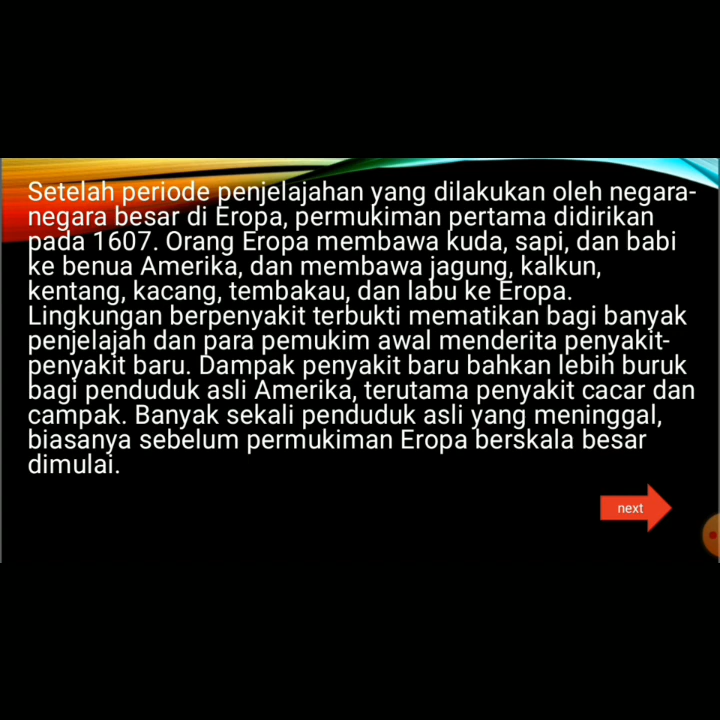 Setelah periode penjelajahan yang dilakukan oleh negara-
negara besar di Eropa, permukiman pertama didirikan
pada 1607. Orang Eropa membawa kuda, sapi, dan babi
ke benua Amerika, dan membawa jagung, kalkun,
kentang, kacang, tembakau, dan labu ke Eropa.
Lingkungan berpenyakit terbukti mematikan bagi banyak
penjelajah dan para pemukim awal menderita penyakit-
penyakit baru. Dampak penyakit baru bahkan lebih buruk
bagi penduduk asli Amerika, terutama penyakit cacar dan
campak. Banyak sekali penduduk asli yang meninggal,
biasanya sebelum permukiman Eropa berskala besar
dimulai.
next